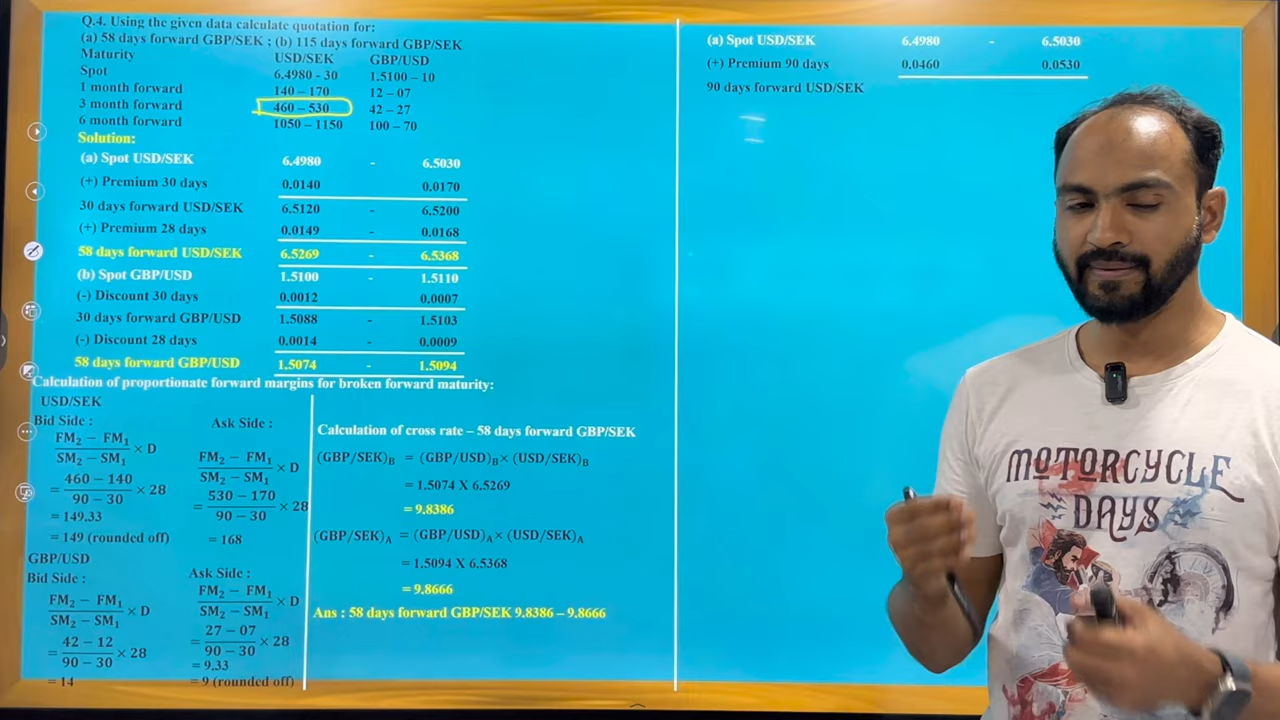 Q.4. Using the given data calculate quotation for:
(a) 58 days forward GBP/SEK ; (b) 115 days forward GBP/SEK
Maturity USD/SEK GBP/USD
Spot 6.4980 - 30 1.5100 – 10
1 month forward 140 – 170 12 – 07
3 month forward 460 – 530 42 – 27
6 month forward 1050 – 1150 100 – 70
Solution:
(a) Spot USD/SEK 6.4980 - 6.5030
(+) Premium 30 days 0.0140 0.0170
30 days forward USD/SEK 6.5120 - 6.5200
(+) Premium 28 days 0.0149 - 0.0168
58 days forward USD/SEK 6.5269 - 6.5368
(b) Spot GBP/USD 1.5100 - 1.5110
(-) Discount 30 days 0.0012 0.0007
30 days forward GBP/USD 1.5088 - 1.5103
(-) Discount 28 days 0.0014 - 0.0009
58 days forward GBP/USD 1.5074 - 1.5094
Calculation of proportionate forward margins for broken forward maturity:
USD/SEK
Bid Side :
FM₂ – FM₁
SM₂ – SM₁ × D
= 460 – 140
90 – 30 × 28
= 149.33
= 149 (rounded off)
Ask Side :
FM₂ – FM₁
SM₂ – SM₁ × D
= 530 – 170
90 – 30 × 28
= 168
GBP/USD
Bid Side :
FM₂ – FM₁
SM₂ – SM₁ × D
= 42 – 12
90 – 30 × 28
= 14
Ask Side :
FM₂ – FM₁
SM₂ – SM₁ × D
= 27 – 07
90 – 30 × 28
= 9.33
= 9 (rounded off)
Calculation of cross rate – 58 days forward GBP/SEK
(GBP/SEK)B = (GBP/USD)B× (USD/SEK)B
= 1.5074 X 6.5269
= 9.8386
(GBP/SEK)A = (GBP/USD)A× (USD/SEK)A
= 1.5094 X 6.5368
= 9.8666
Ans : 58 days forward GBP/SEK 9.8386 – 9.8666
(a) Spot USD/SEK 6.4980 - 6.5030
(+) Premium 90 days 0.0460 0.0530
90 days forward USD/SEK
MOTORCYCLE
DAYS